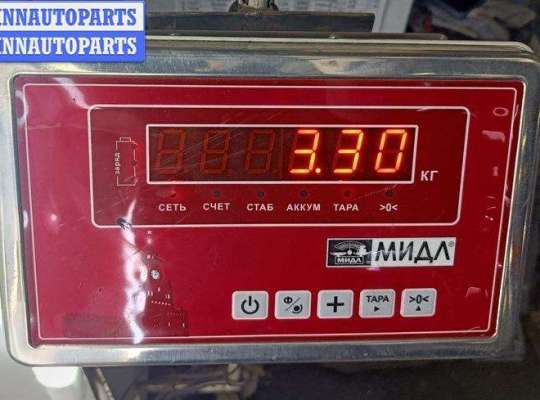 INNAUTOPARTS
INNAUTOPARTS
заряд
3.30
КГ
СЕТЬ СЧЕТ СТАБ АККУМ ТАРА >0<
МИДЛ
МИДЛ®
Ф + ТАРА >0<